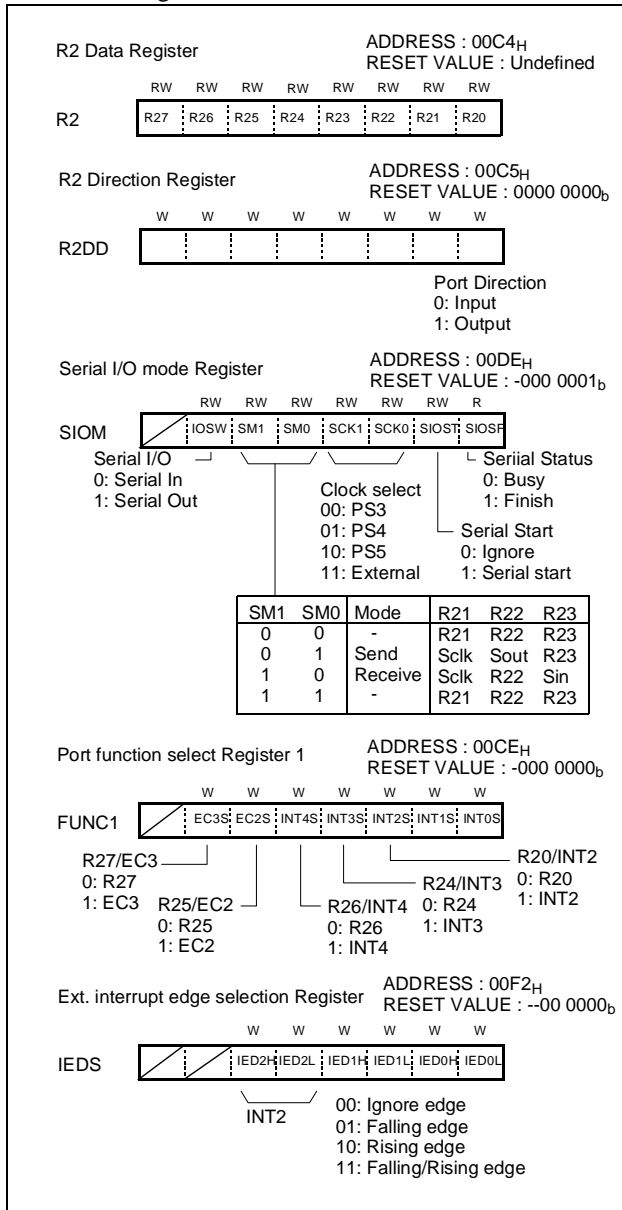 R2 Data Register
ADDRESS : 00C4H
RESET VALUE : Undefined
RW RW RW RW RW RW RW RW
R2 R27 R26 R25 R24 R23 R22 R21 R20
R2 Direction Register
ADDRESS : 00C5H
RESET VALUE : 0000 0000b
W W W W W W W W
R2DD
Port Direction
0: Input
1: Output
Serial I/O mode Register
ADDRESS : 00DEH
RESET VALUE : -000 0001b
RW RW RW RW RW RW R
SIOM IOSW SM1 SM0 SCK1 SCK0 SIOST SIOSF
Serial I/O
0: Serial In
1: Serial Out
Clock select
00: PS3
01: PS4
10: PS5
11: External
Seriial Status
0: Busy
1: Finish
Serial Start
0: Ignore
1: Serial start
SM1 SM0 Mode R21 R22 R23
0 0 - R21 R22 R23
0 1 Send Sclk Sout R23
1 0 Receive Sclk R22 Sin
1 1 - R21 R22 R23
Port function select Register 1
ADDRESS : 00CEH
RESET VALUE : -000 0000b
W W W W W W W
FUNC1 EC3S EC2S INT4S INT3S INT2S INT1S INT0S
R27/EC3
0: R27
1: EC3
R25/EC2
0: R25
1: EC2
R26/INT4
0: R26
1: INT4
R24/INT3
0: R24
1: INT3
R20/INT2
0: R20
1: INT2
Ext. interrupt edge selection Register
ADDRESS : 00F2H
RESET VALUE : --00 0000b
W W W W W W
IEDS IED2H IED2L IED1H IED1L IED0H IED0L
INT2
00: Ignore edge
01: Falling edge
10: Rising edge
11: Falling/Rising edge